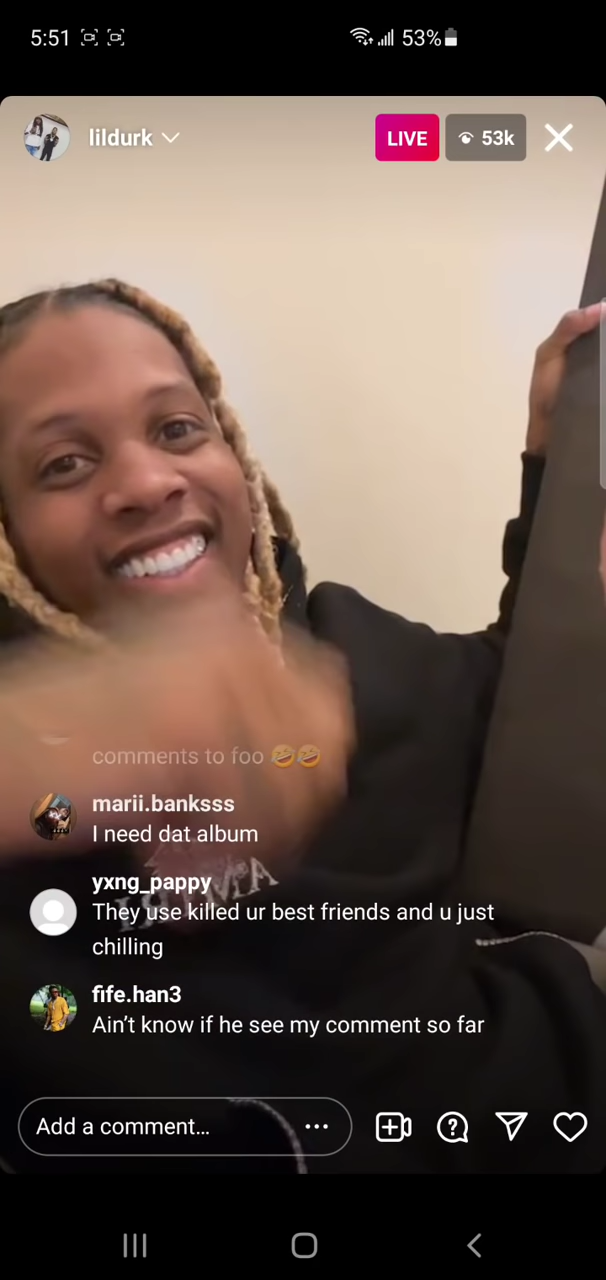 5:51
53%
lildurk
LIVE
53k
comments to foo 🤣🤣
marii.banksss
I need dat album
yxng_pappy
They use killed ur best friends and u just
chilling
fife.han3
Ain't know if he see my comment so far
Add a comment...